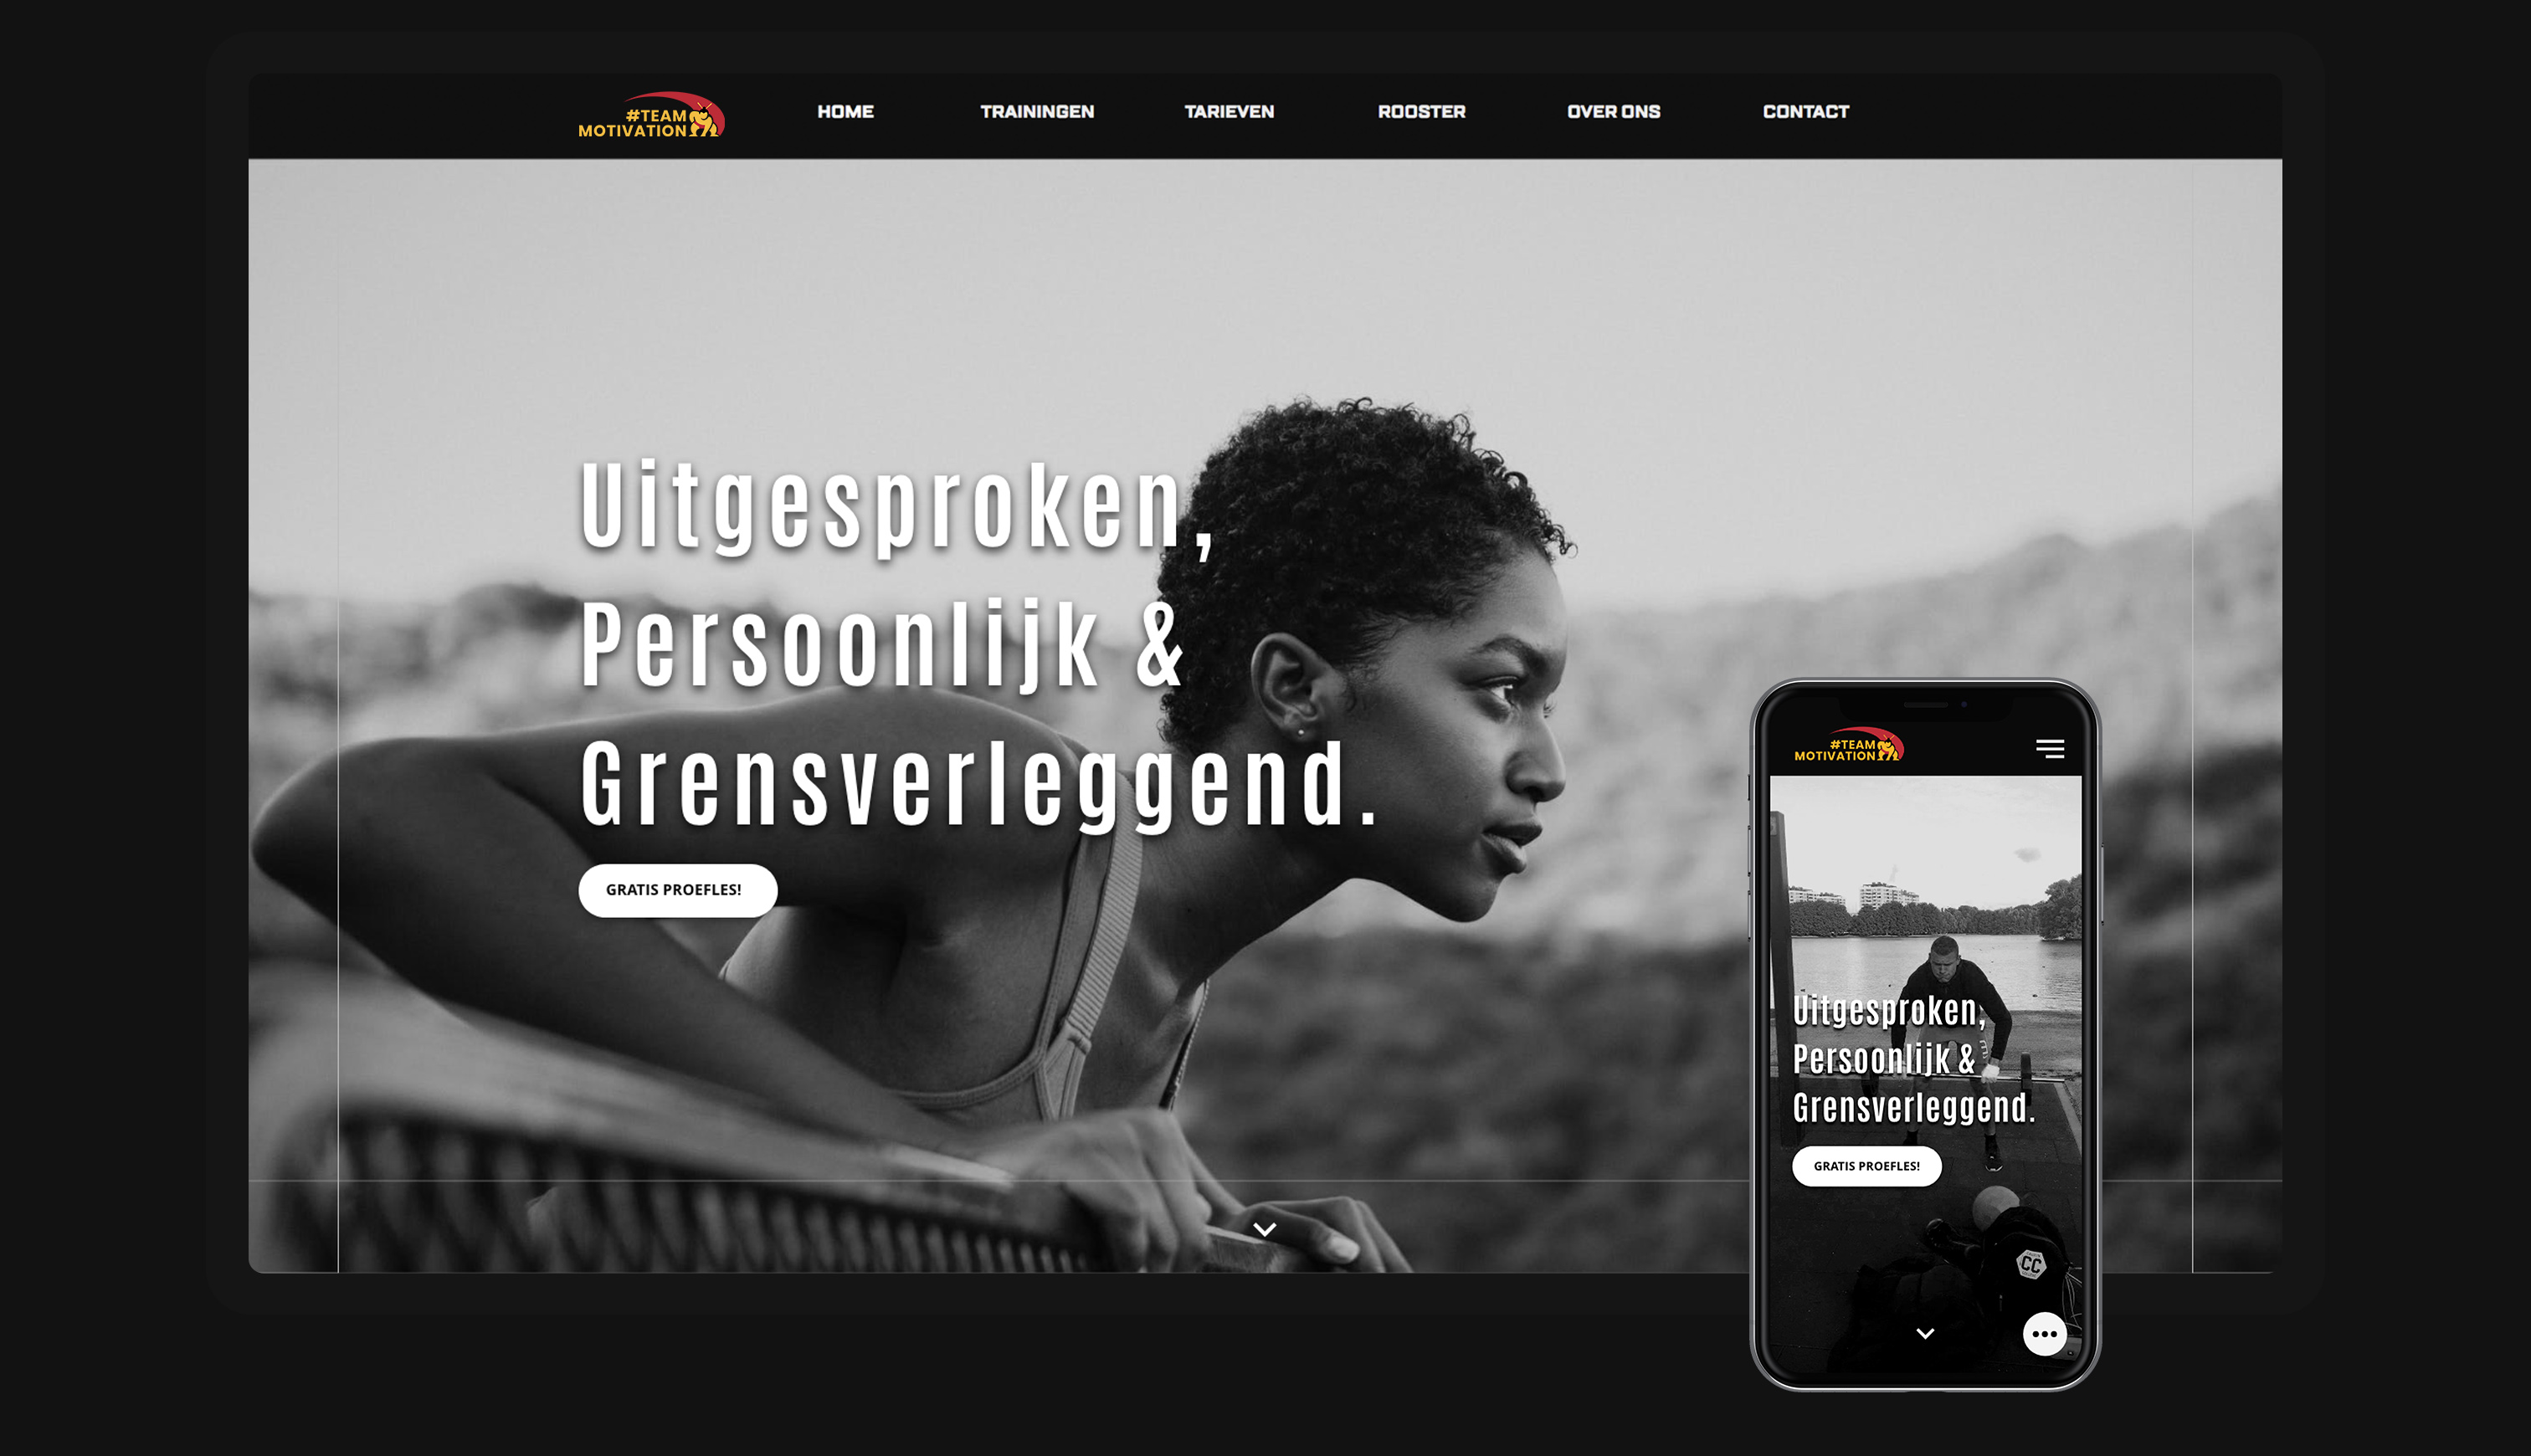 #TEAM
MOTIVATION
HOME TRAININGEN TARIEVEN ROOSTER OVER ONS CONTACT
Uitgesproken,
Persoonlijk &
Grensverleggend.
GRATIS PROEFLES!
#TEAM
MOTIVATION
Uitgesproken,
Persoonlijk &
Grensverleggend.
GRATIS PROEFLES!
CC